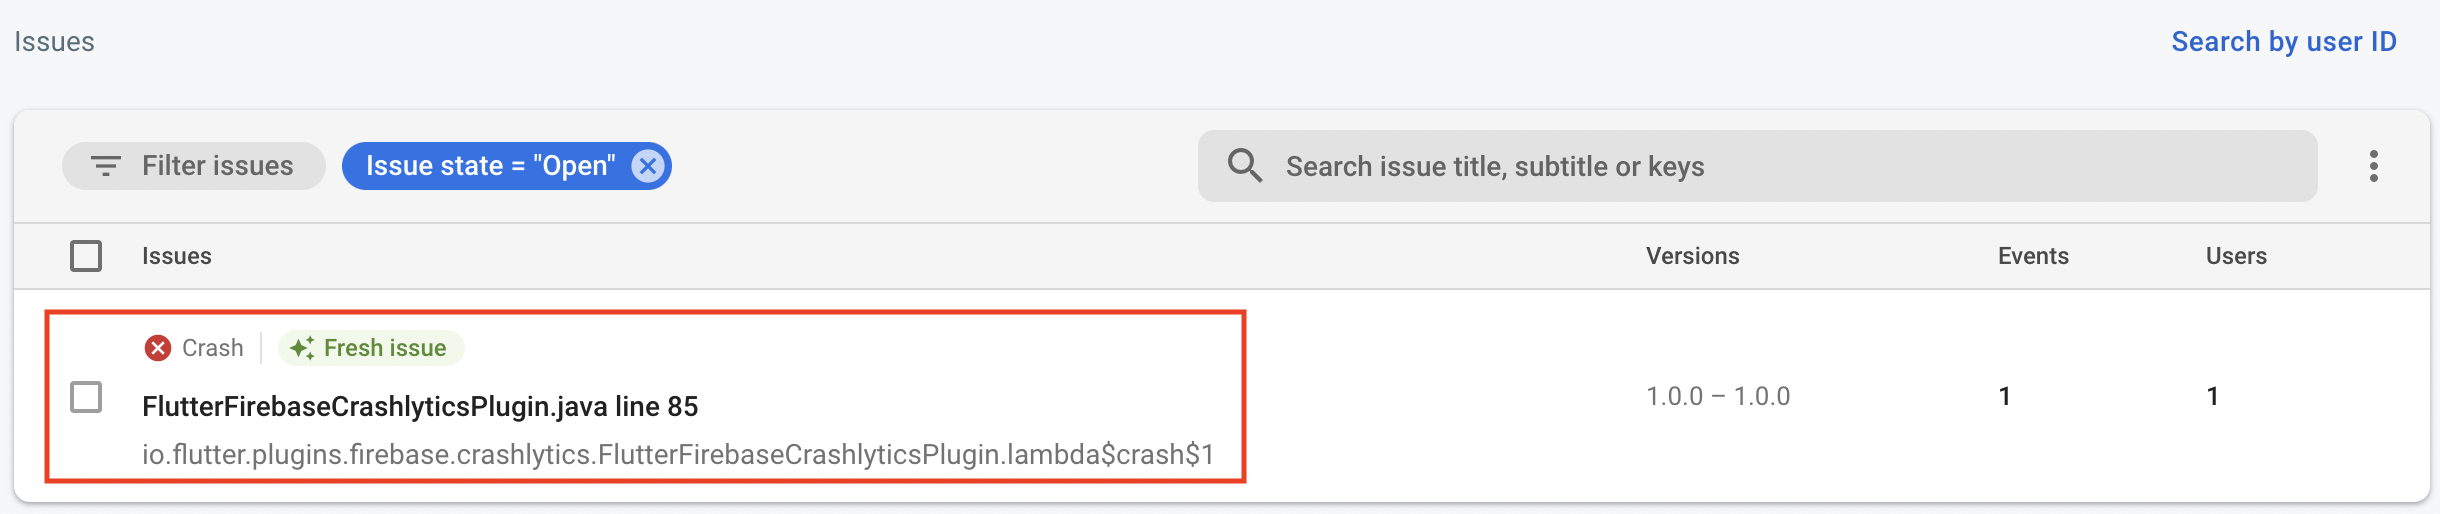 Issues
Search by user ID
Filter issues
Issue state = "Open"
Search issue title, subtitle or keys
Issues Versions Events Users
Crash Fresh issue
FlutterFirebaseCrashlyticsPlugin.java line 85
io.flutter.plugins.firebase.crashlytics.FlutterFirebaseCrashlyticsPlugin.lambda$crash$1
1.0.0 – 1.0.0 1 1